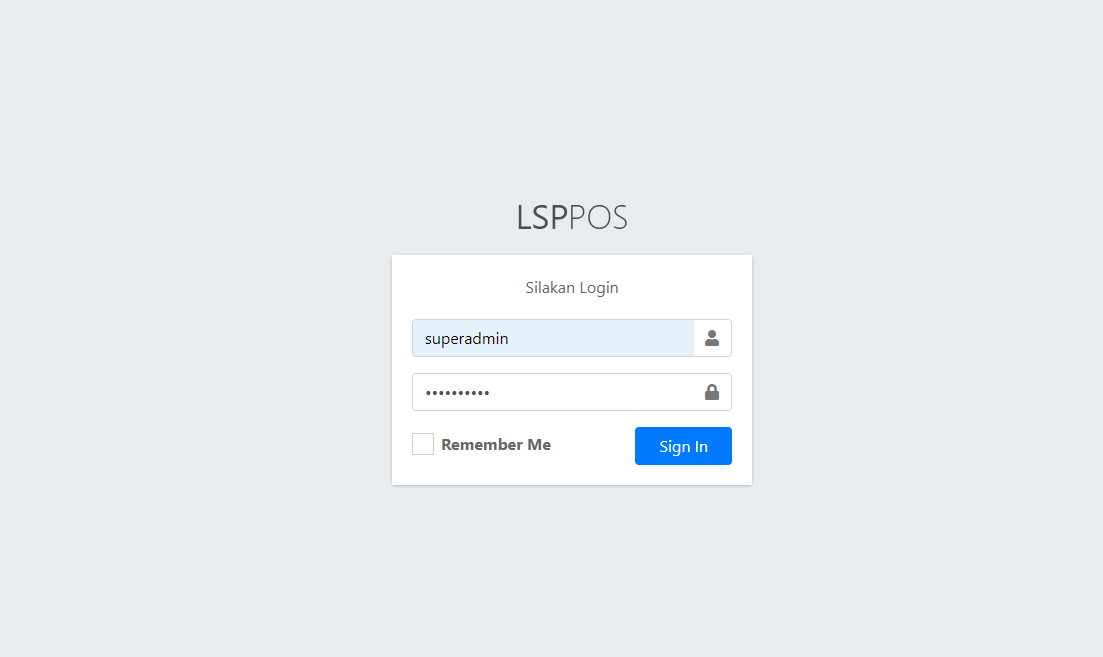 LSPPOS
Silakan Login
superadmin
••••••••••
Remember Me
Sign In